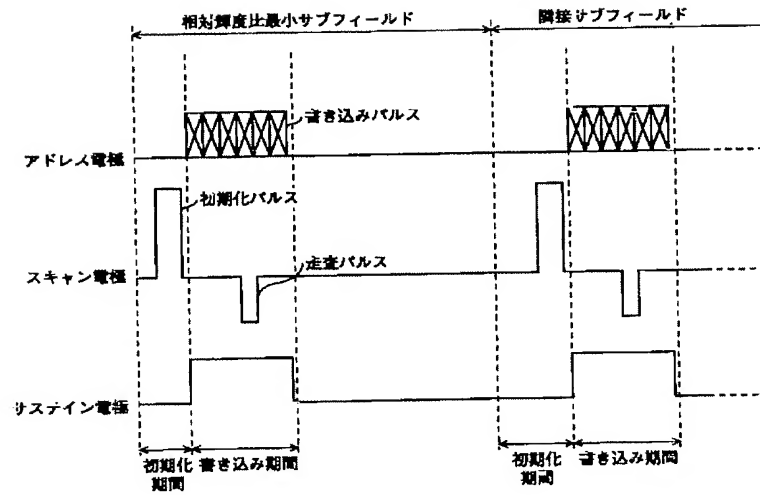 相対輝度比最小サブフィールド
隣接サブフィールド
書き込みパルス
アドレス電極
初期化パルス
スキャン電極
走査パルス
サステイン電極
初期化
期間
書き込み期間
初期化
期間
書き込み期間